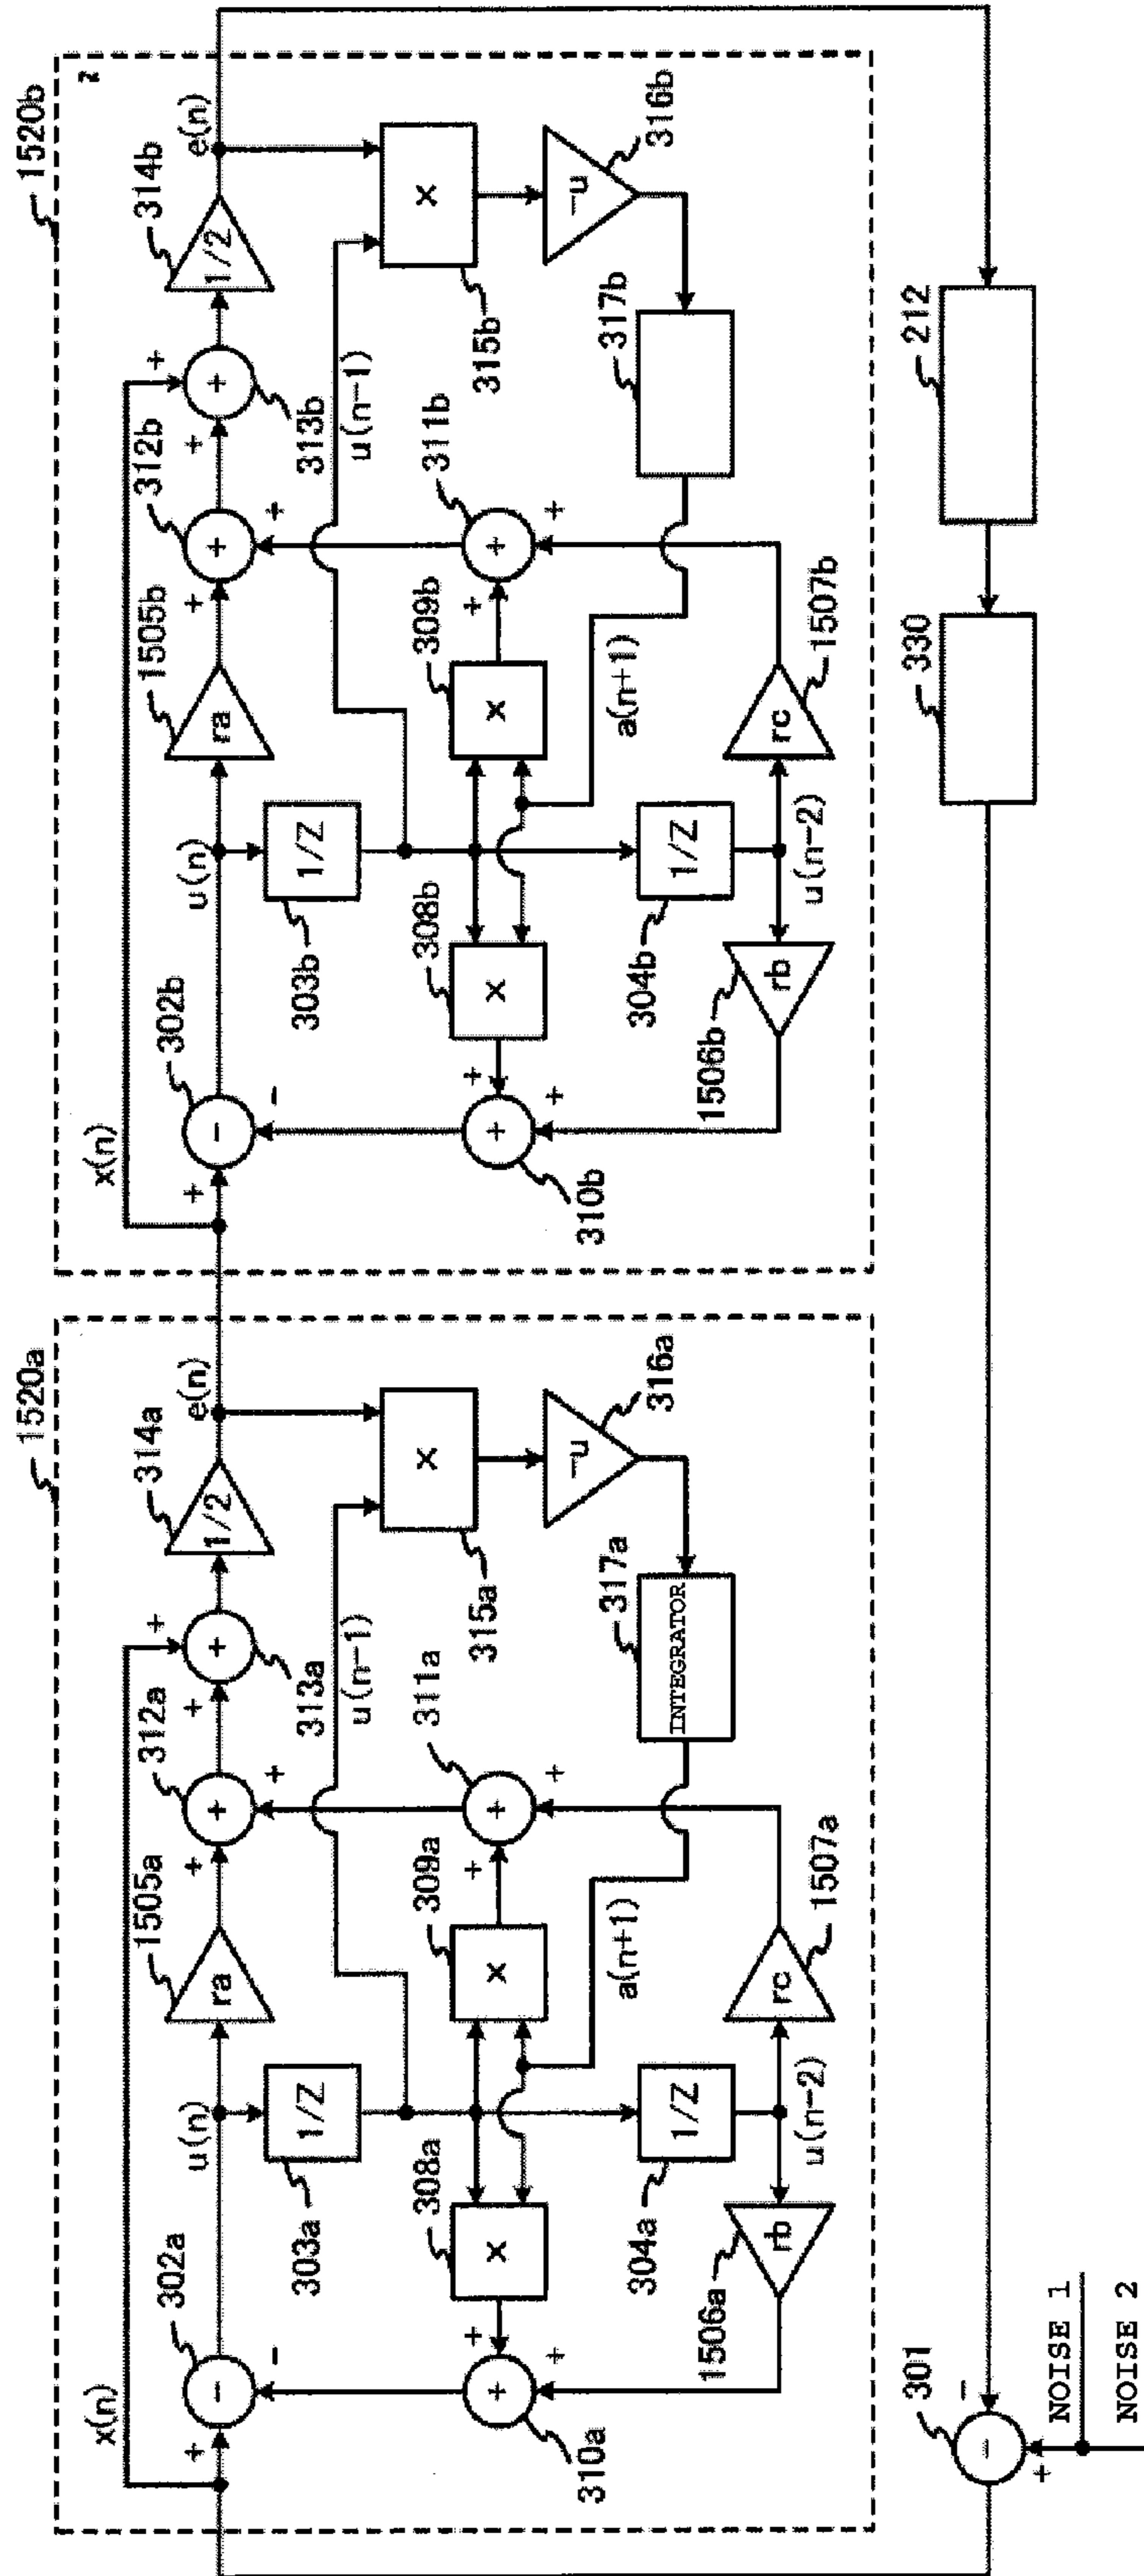 1520a
x(n)
302a
+
-
-
u(n)
1505a
ra
312a
+
+
+
+
313a
+
314a
1/2
e(n)
303a
1/Z
u(n-1)
308a
X
309a
X
310a
+
+
+
311a
+
+
+
304a
1/Z
a(n+1)
315a
X
316a
-u
317a
INTEGRATOR
1506a
rb
u(n-2)
rc
1507a
1520b
x(n)
302b
+
-
-
u(n)
1505b
ra
312b
+
+
+
+
313b
+
+
314b
1/2
e(n)
303b
1/Z
u(n-1)
308b
X
309b
X
310b
+
+
+
311b
+
+
+
304b
1/Z
a(n+1)
315b
X
316b
-u
317b
1506b
rb
u(n-2)
rc
1507b
301
-
-
+
NOISE 1
NOISE 2
330
212